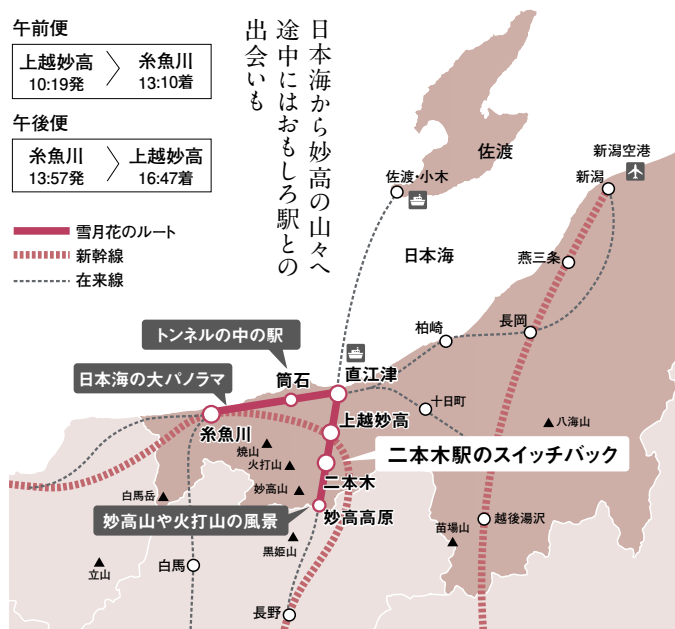 午前便
上越妙高
10:19発
糸魚川
13:10着
午後便
糸魚川
13:57発
上越妙高
16:47着
日本海から妙高の山々へ
途中にはおもしろ駅との
出会いも
雪月花のルート
新幹線
在来線
佐渡
佐渡・小木
新潟空港
新潟
日本海
燕三条
長岡
柏崎
トンネルの中の駅
筒石
直江津
日本海の大パノラマ
十日町
糸魚川
上越妙高
八海山
焼山
火打山
二本木駅のスイッチバック
二本木
妙高山
白馬岳
妙高高原
妙高山や火打山の風景
越後湯沢
苗場山
黒姫山
立山
白馬
長野